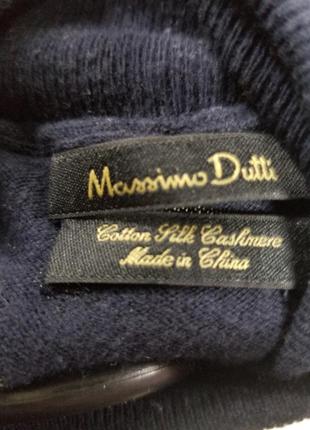 Massimo Dutti
Cotton Silk Cashmere
Made in China